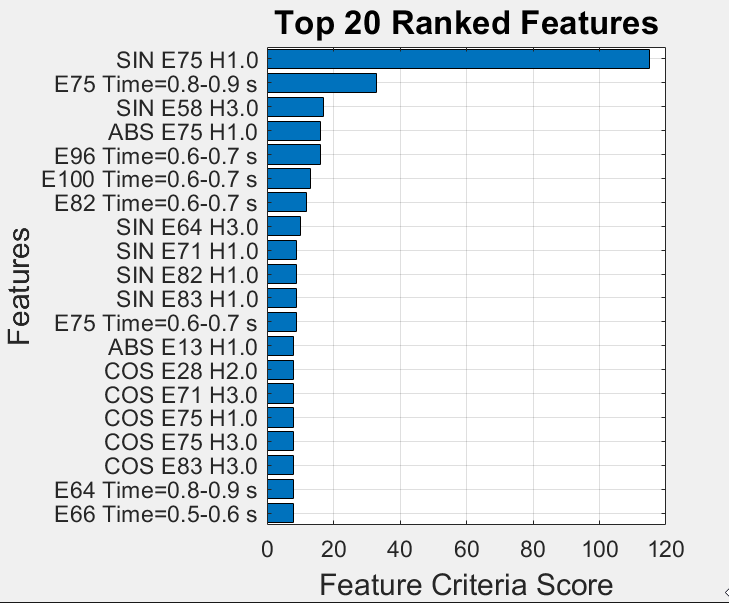 Top 20 Ranked Features
SIN E75 H1.0
E75 Time=0.8-0.9 s
SIN E58 H3.0
ABS E75 H1.0
E96 Time=0.6-0.7 s
E100 Time=0.6-0.7 s
E82 Time=0.6-0.7 s
SIN E64 H3.0
SIN E71 H1.0
SIN E82 H1.0
SIN E83 H1.0
E75 Time=0.6-0.7 s
ABS E13 H1.0
COS E28 H2.0
COS E71 H3.0
COS E75 H1.0
COS E75 H3.0
COS E83 H3.0
E64 Time=0.8-0.9 s
E66 Time=0.5-0.6 s
Features
0 20 40 60 80 100 120
Feature Criteria Score